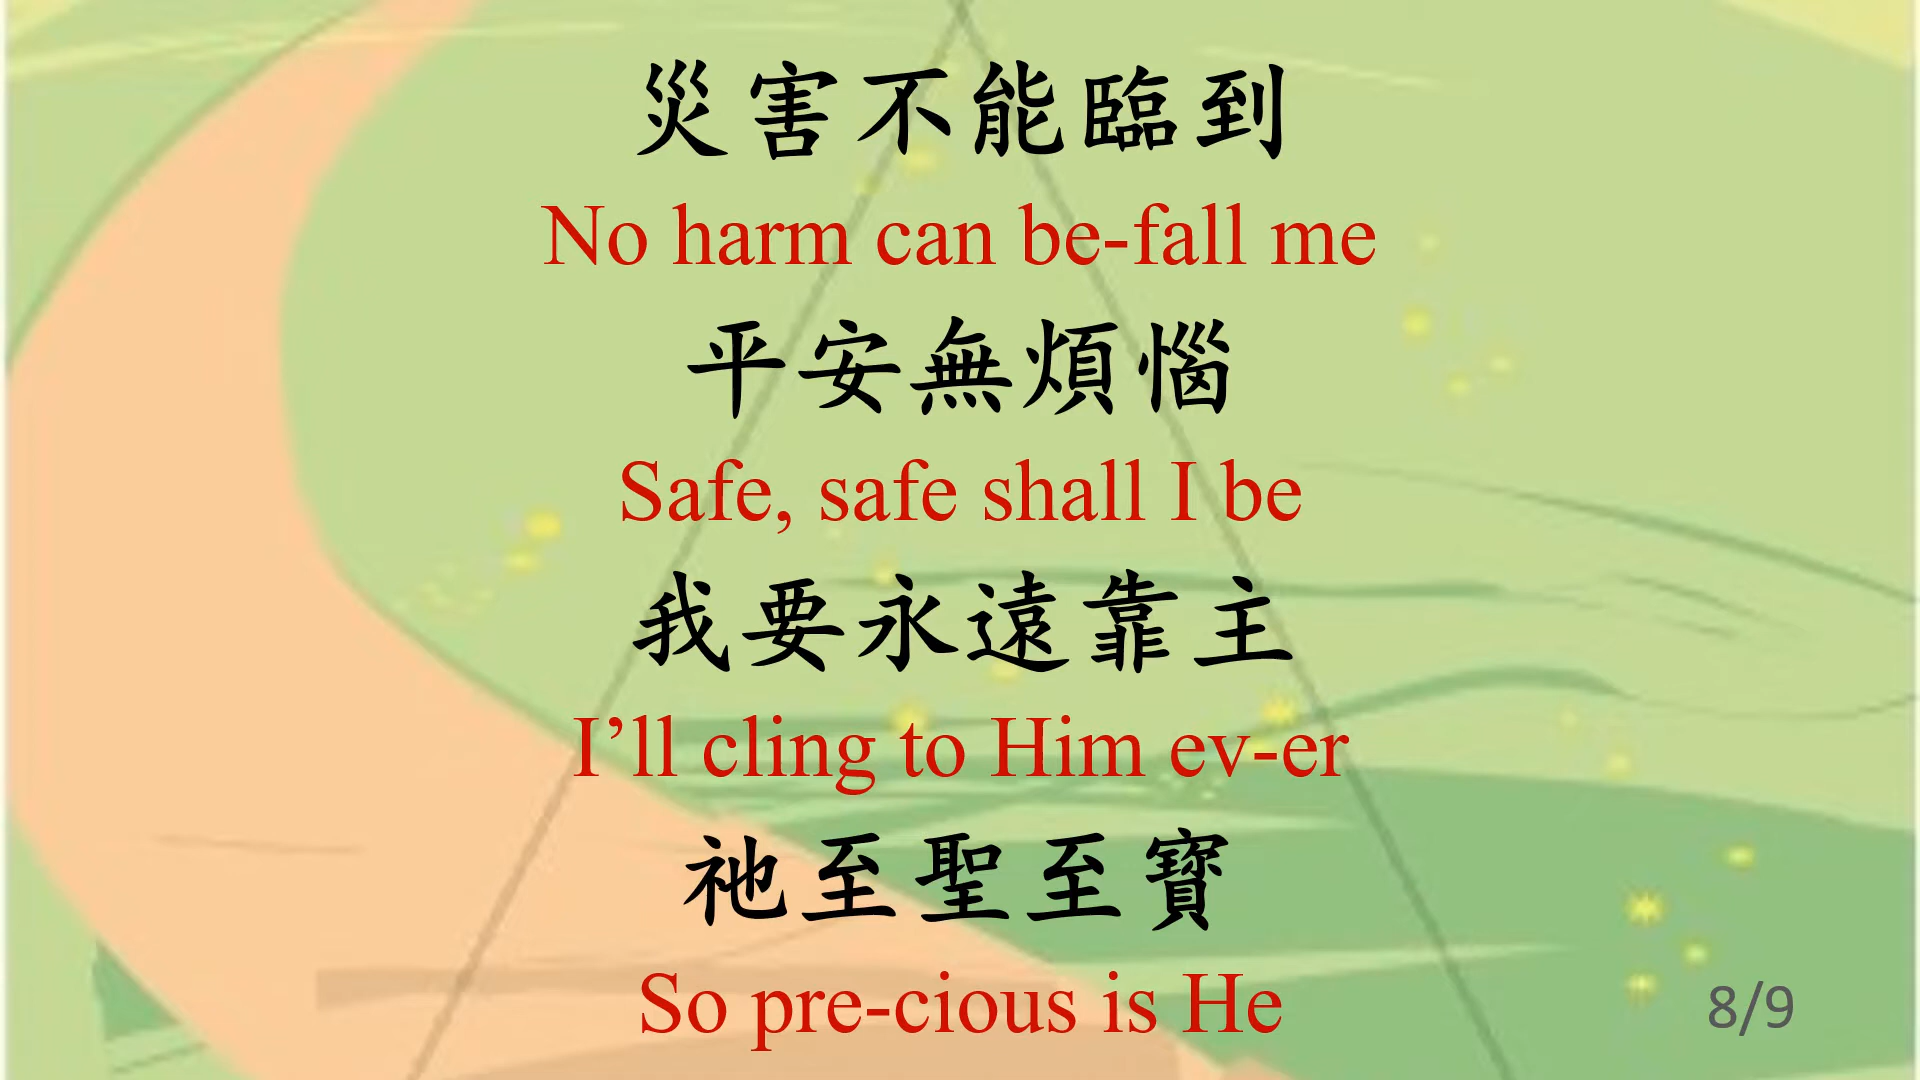 災害不能臨到
No harm can be-fall me
平安無煩惱
Safe, safe shall I be
我要永遠靠主
I’ll cling to Him ev-er
祂至聖至寳
So pre-cious is He
8/9